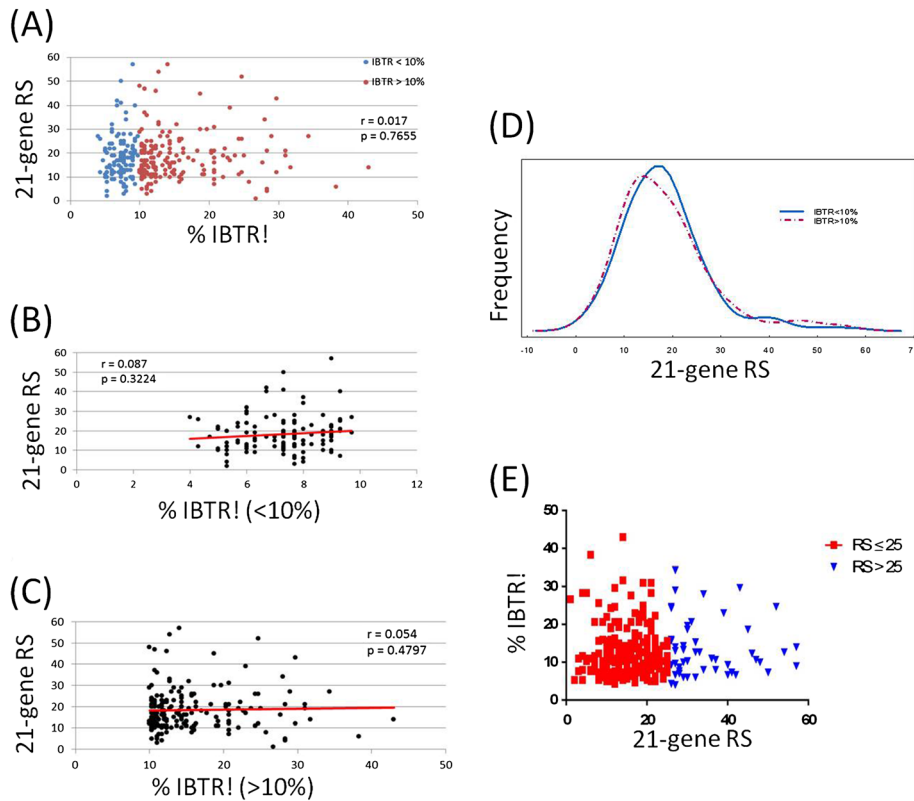 (A)
21-gene RS
60
50
40
30
20
10
0
0 10 20 30 40 50
% IBTR!
IBTR < 10%
IBTR > 10%
r = 0.017
p = 0.7655
(B)
21-gene RS
60
50
40
30
20
10
0
0 2 4 6 8 10 12
% IBTR! (<10%)
r = 0.087
p = 0.3224
(C)
21-gene RS
60
50
40
30
20
10
0
0 10 20 30 40 50
% IBTR! (>10%)
r = 0.054
p = 0.4797
(D)
Frequency
IBTR<10%
IBTR>10%
-10 0 10 20 30 40 50 60
21-gene RS
(E)
% IBTR!
50
40
30
20
10
0
0 20 40 60
21-gene RS
RS ≤ 25
RS > 25